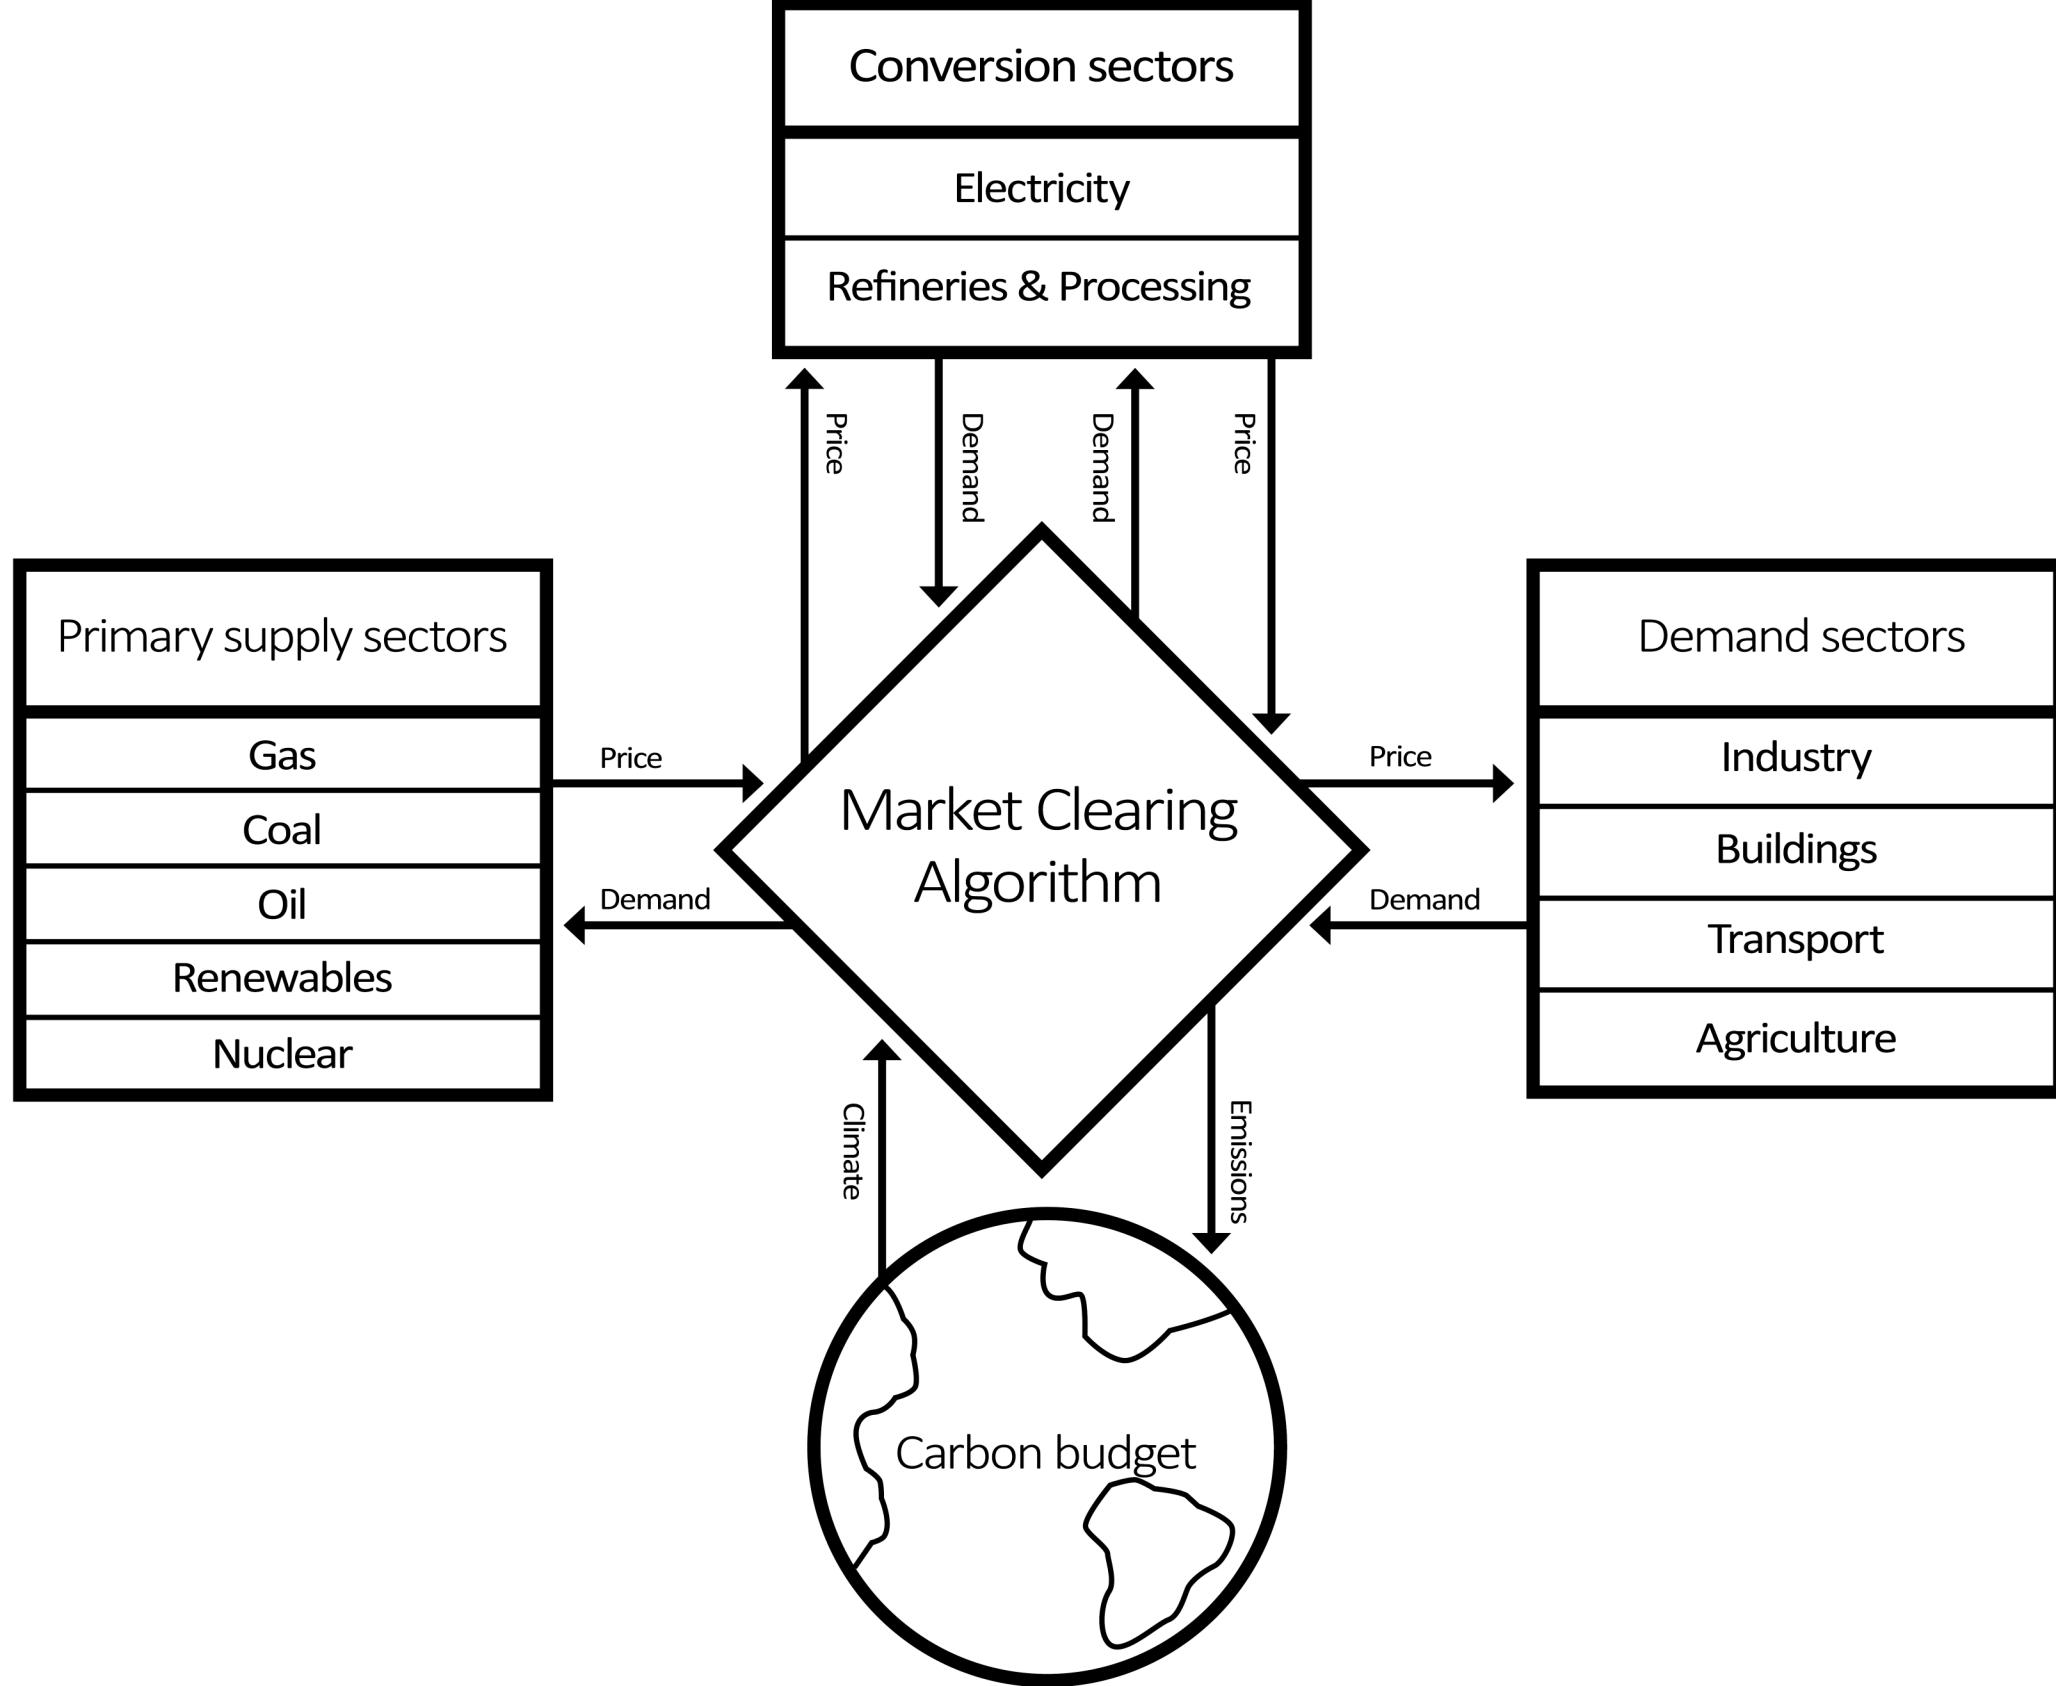 Conversion sectors
Electricity
Refineries & Processing
Price
Demand
Demand
Price
Primary supply sectors
Gas
Coal
Oil
Renewables
Nuclear
Price
Demand
Market Clearing
Algorithm
Price
Demand
Demand sectors
Industry
Buildings
Transport
Agriculture
Climate
Emissions
Carbon budget